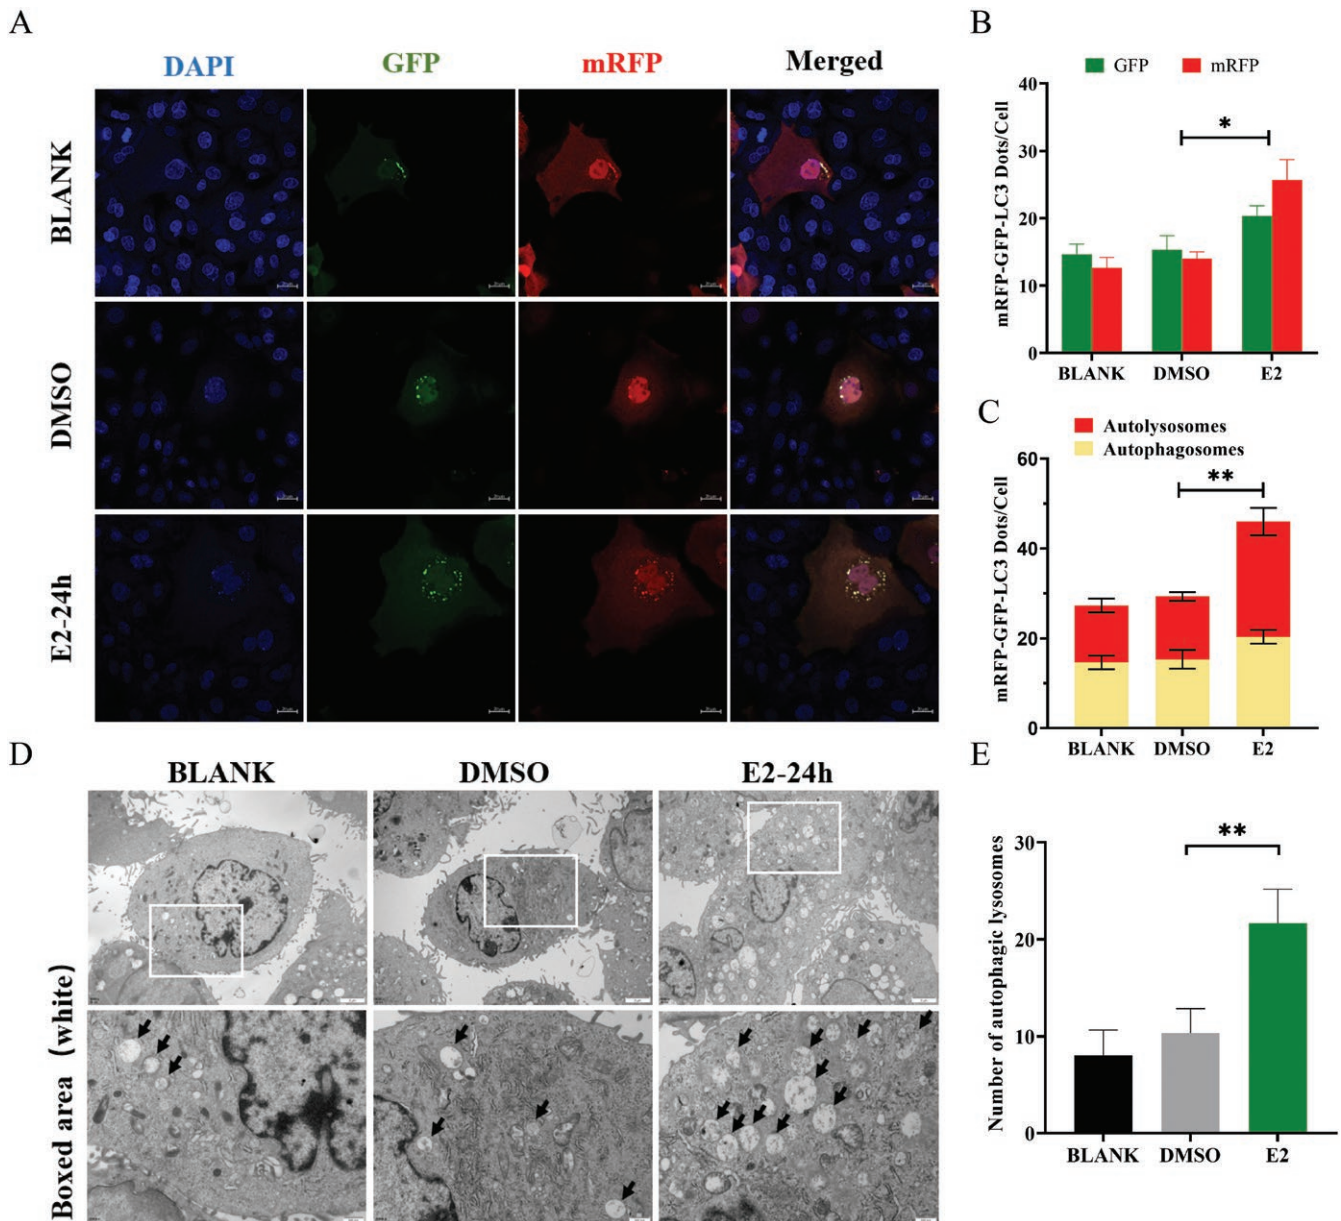 A
DAPI GFP mRFP Merged
BLANK
DMSO
E2-24h
B
GFP mRFP
mRFP-GFP-LC3 Dots/Cell
40
30
20
10
0
*
BLANK DMSO E2
C
Autolysosomes
Autophagosomes
mRFP-GFP-LC3 Dots/Cell
60
40
20
0
**
BLANK DMSO E2
D
BLANK DMSO E2-24h
Boxed area (white)
E
Number of autophagic lysosomes
30
20
10
0
**
BLANK DMSO E2